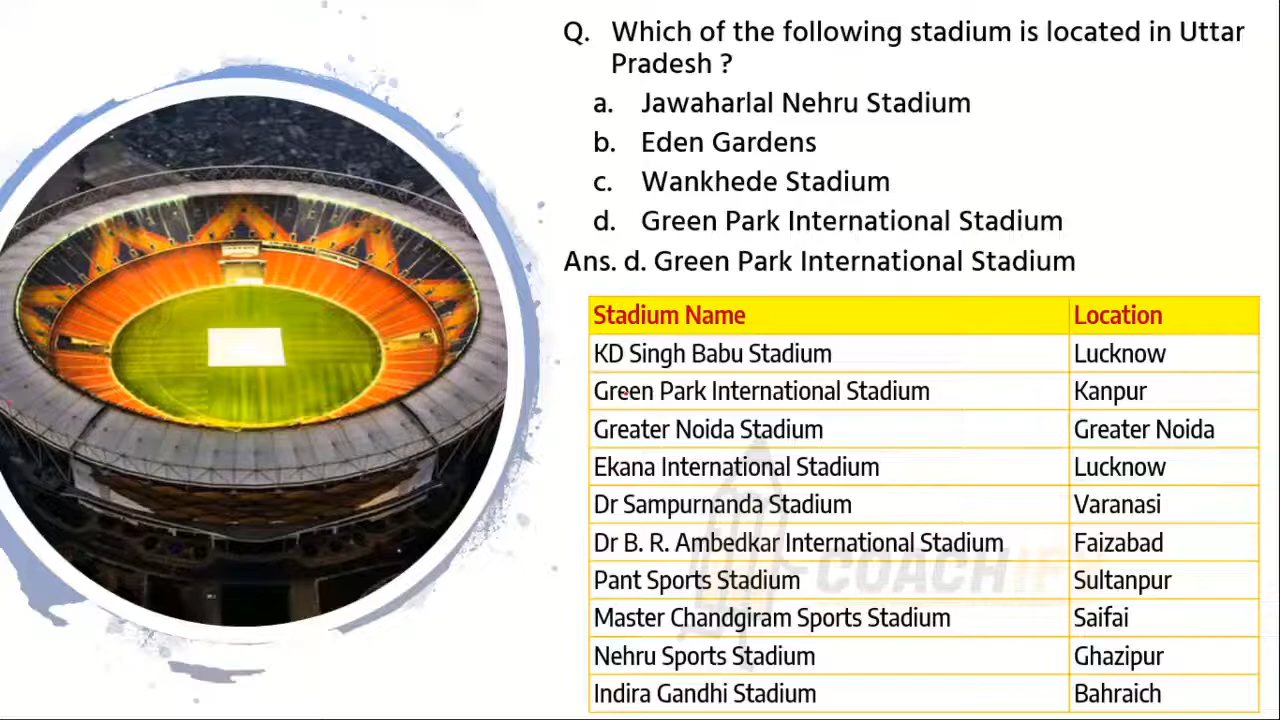 Q. Which of the following stadium is located in Uttar
Pradesh ?
a. Jawaharlal Nehru Stadium
b. Eden Gardens
c. Wankhede Stadium
d. Green Park International Stadium
Ans. d. Green Park International Stadium
Stadium Name Location
KD Singh Babu Stadium Lucknow
Green Park International Stadium Kanpur
Greater Noida Stadium Greater Noida
Ekana International Stadium Lucknow
Dr Sampurnanda Stadium Varanasi
Dr B. R. Ambedkar International Stadium Faizabad
Pant Sports Stadium Sultanpur
Master Chandgiram Sports Stadium Saifai
Nehru Sports Stadium Ghazipur
Indira Gandhi Stadium Bahraich